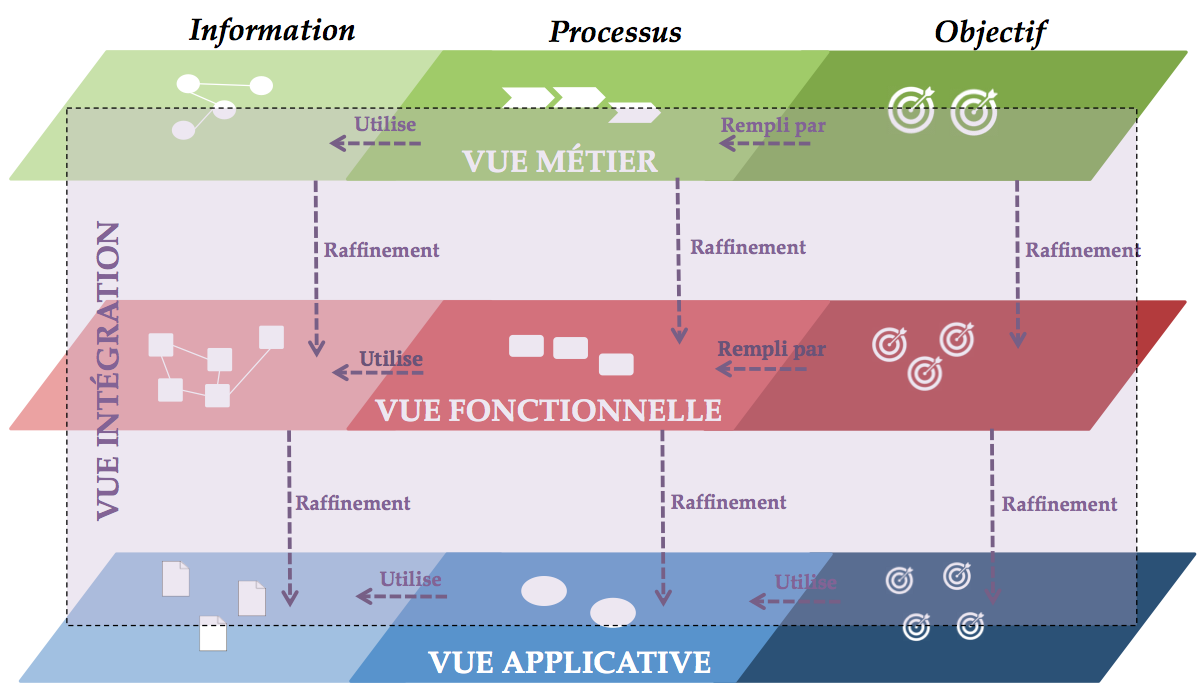 Information
Processus
Objectif
Utilise
Rempli par
VUE MÉTIER
Raffinement
Raffinement
Raffinement
VUE INTÉGRATION
Utilise
Rempli par
VUE FONCTIONNELLE
Raffinement
Raffinement
Raffinement
Utilise
Utilise
VUE APPLICATIVE